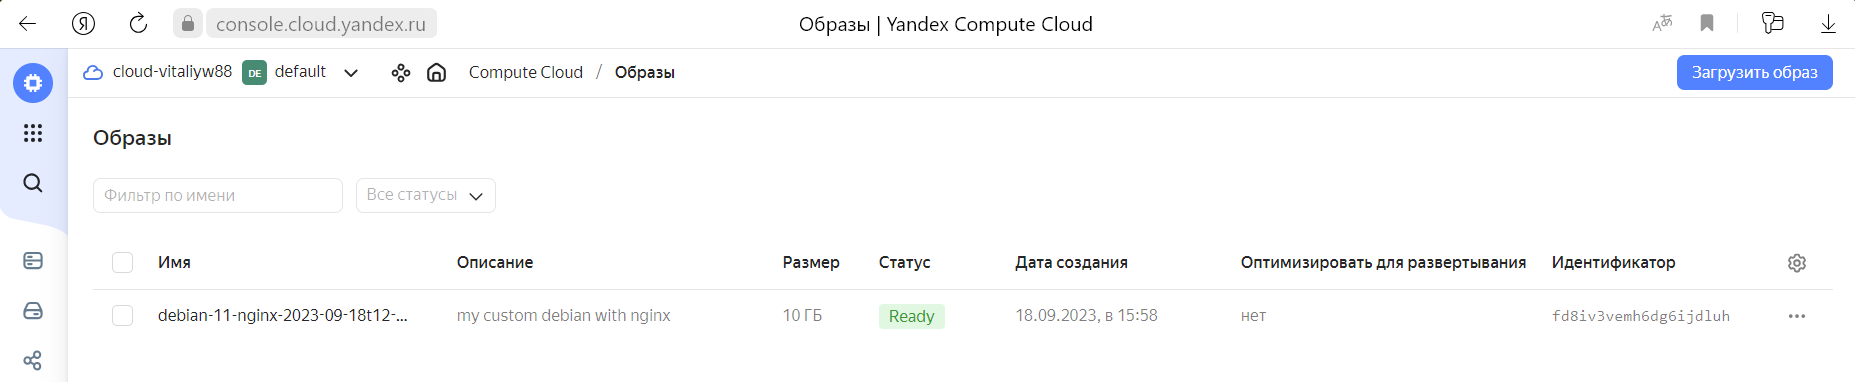 Я console.cloud.yandex.ru Образы | Yandex Compute Cloud
cloud-vitaliyw88 DE default Compute Cloud / Образы Загрузить образ
Образы
Фильтр по имени Все статусы
Имя Описание Размер Статус Дата создания Оптимизировать для развертывания Идентификатор
debian-11-nginx-2023-09-18t12-... my custom debian with nginx 10 ГБ Ready 18.09.2023, в 15:58 нет fd8iv3vemh6dg6ijdluh